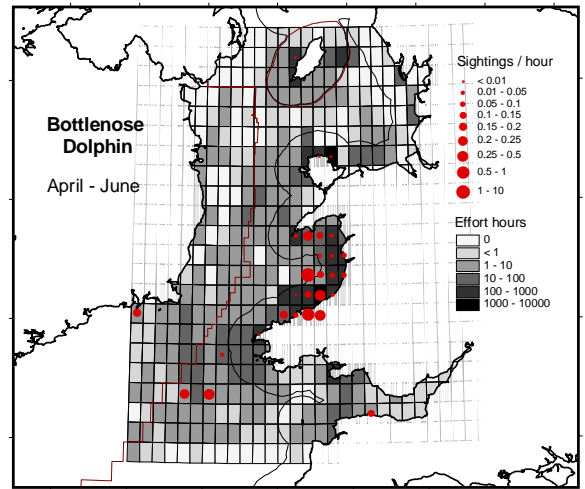 Bottlenose
Dolphin
April - June
Sightings / hour
< 0.01
0.01 - 0.05
0.05 - 0.1
0.1 - 0.15
0.15 - 0.2
0.2 - 0.25
0.25 - 0.5
0.5 - 1
1 - 10
Effort hours
0
< 1
1 - 10
10 - 100
100 - 1000
1000 - 10000